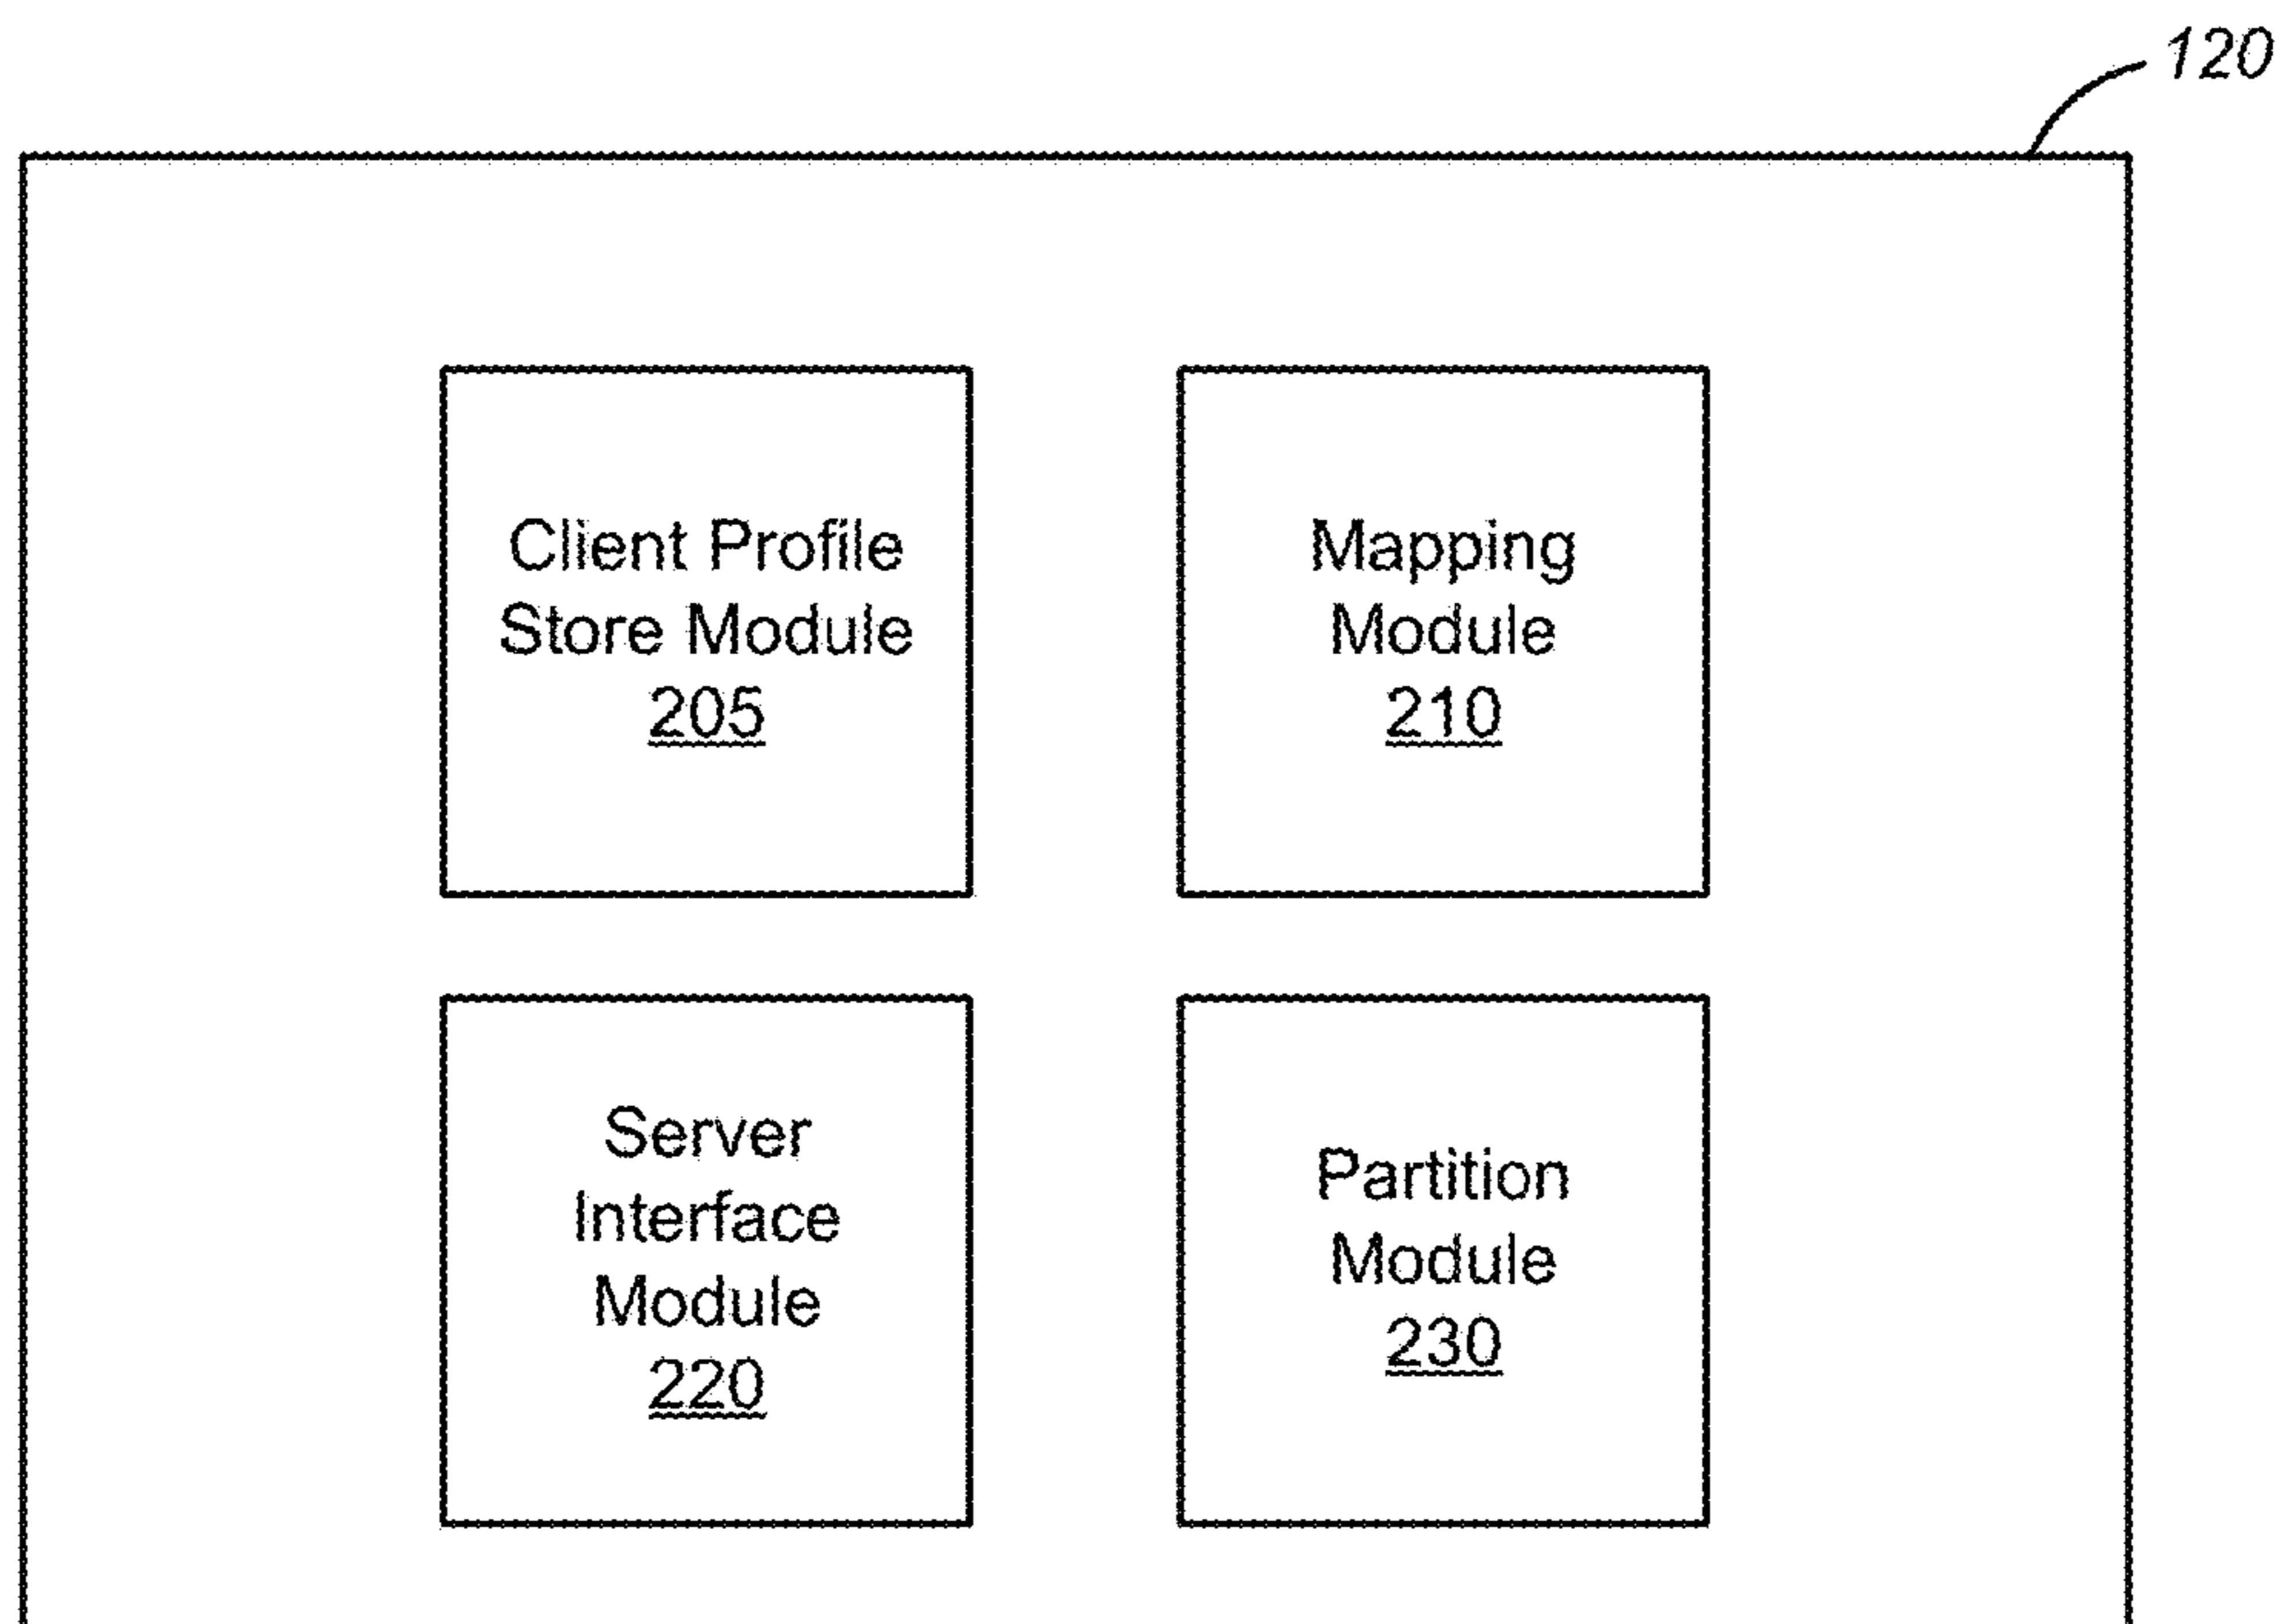 120
Client Profile
Store Module
205
Mapping
Module
210
Server
Interface
Module
220
Partition
Module
230